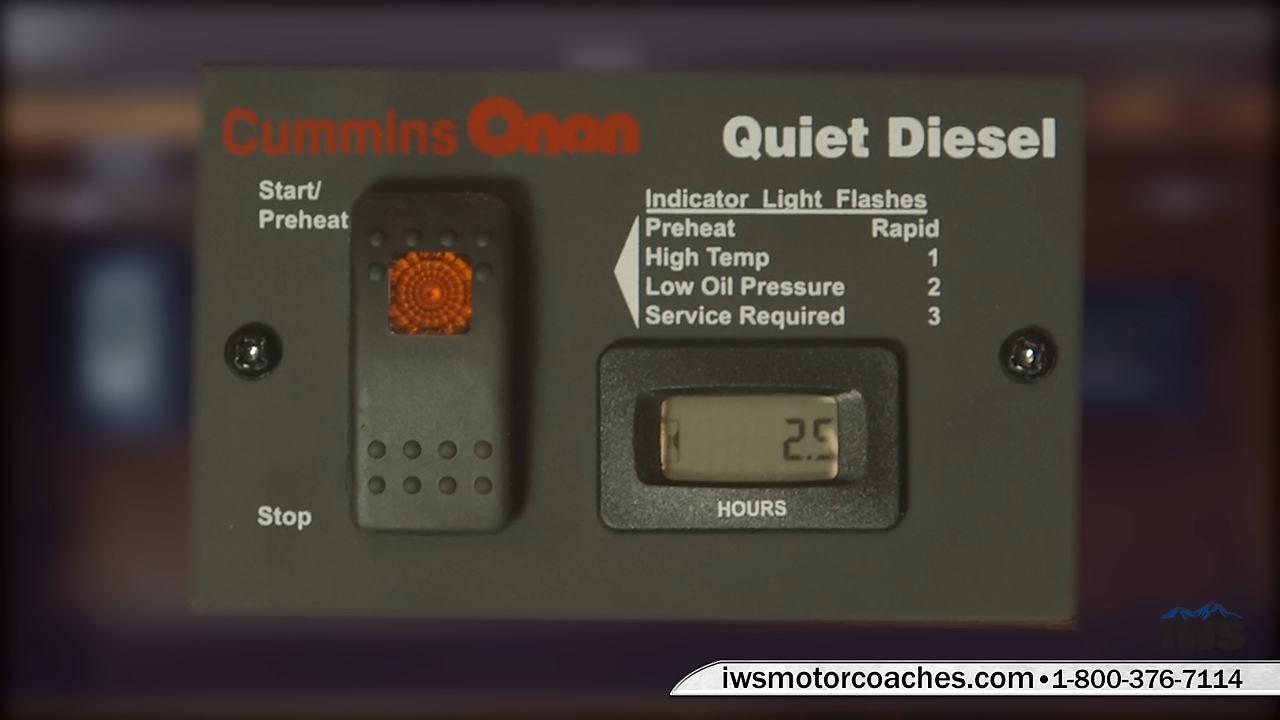 Cummins Onan
Quiet Diesel
Start/
Preheat
Indicator Light Flashes
Preheat Rapid
High Temp 1
Low Oil Pressure 2
Service Required 3
2.5
HOURS
Stop
IWS
iwsmotorcoaches.com•1-800-376-7114